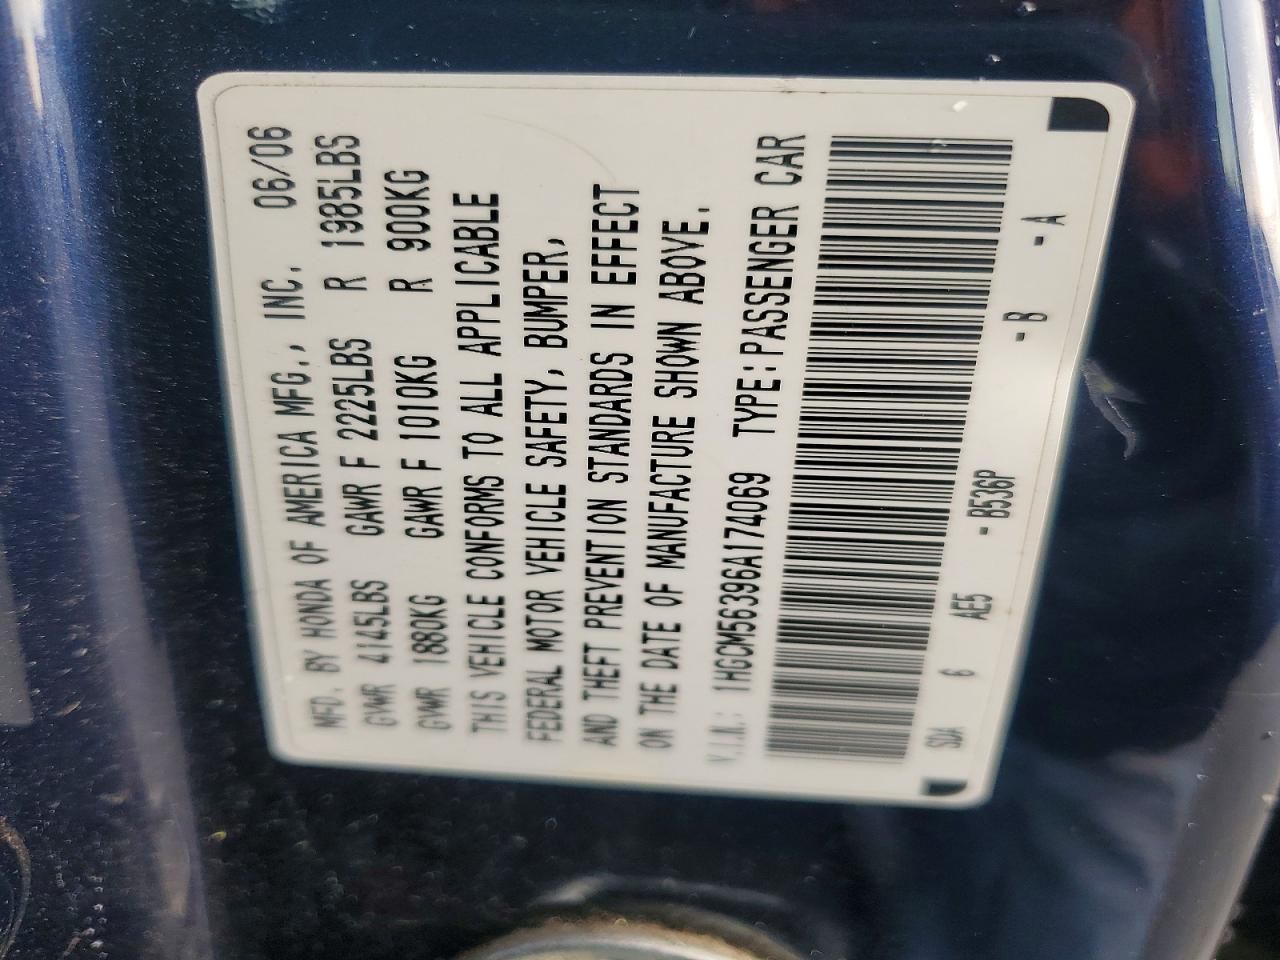 MFD. BY HONDA OF AMERICA MFG., INC. 06/06
GVWR 4145LBS GAWR F 2225LBS R 1985LBS
GVWR 1880KG GAWR F 1010KG R 900KG
THIS VEHICLE CONFORMS TO ALL APPLICABLE
FEDERAL MOTOR VEHICLE SAFETY, BUMPER,
AND THEFT PREVENTION STANDARDS IN EFFECT
ON THE DATE OF MANUFACTURE SHOWN ABOVE.
V.I.N.: 1HGCM56396A174069 TYPE:PASSENGER CAR
SDA 6 AE5 - B536P - B - A